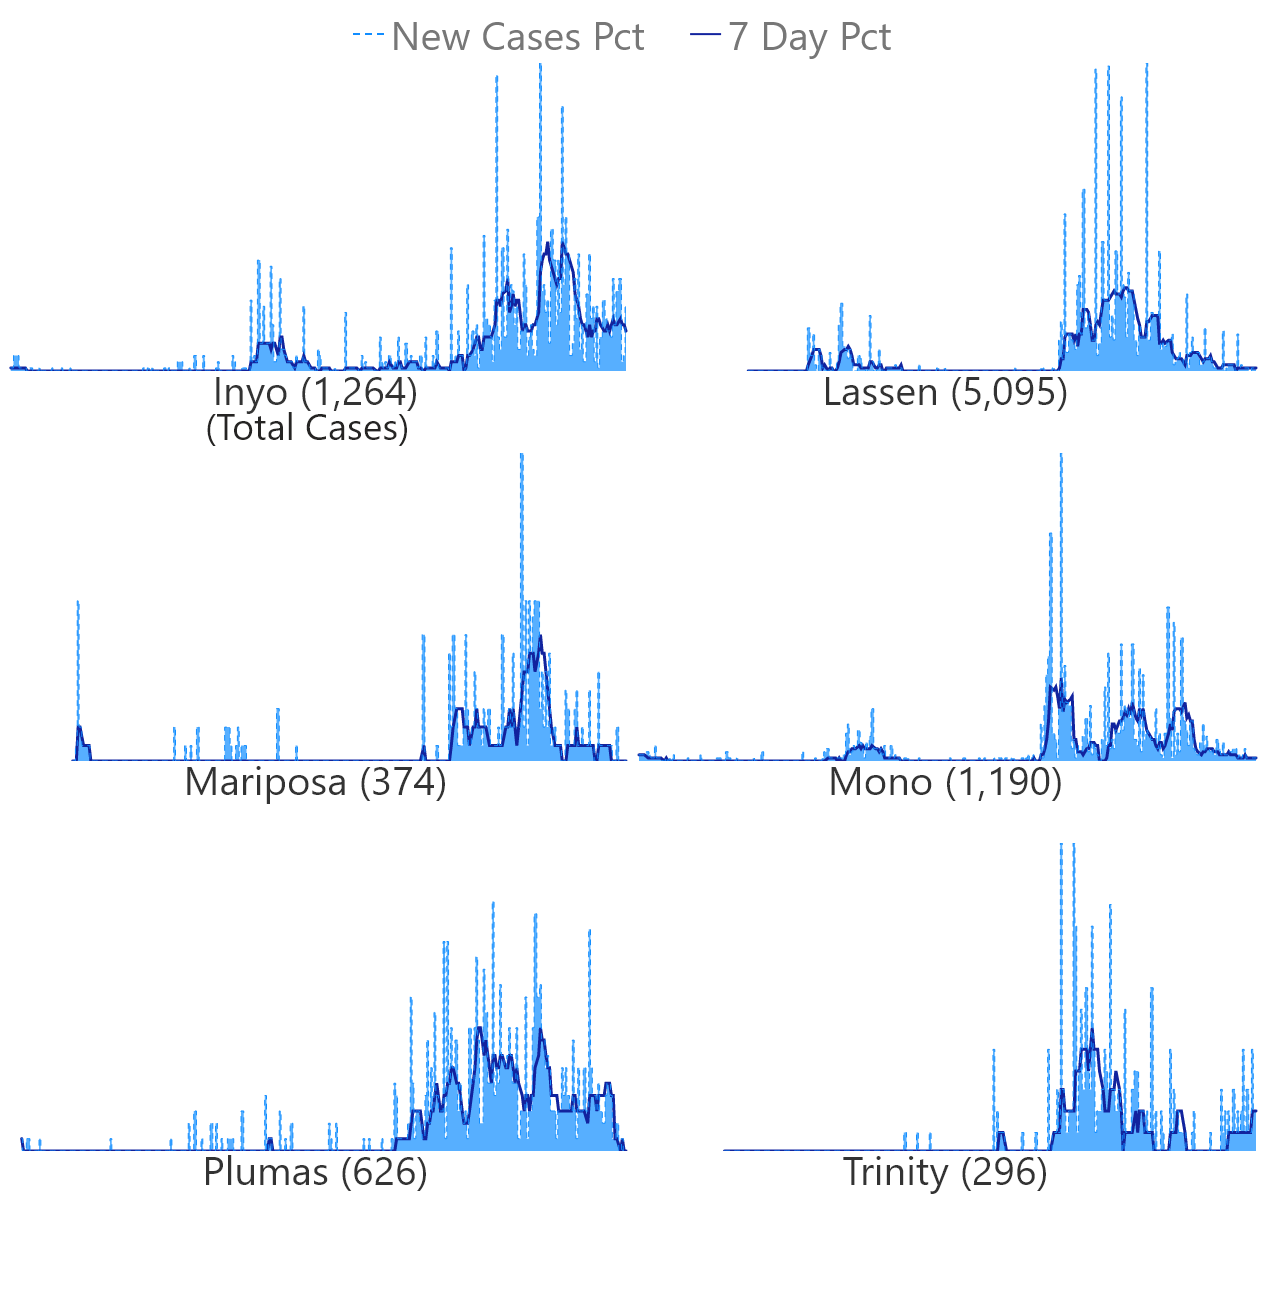 New Cases Pct 7 Day Pct
Inyo (1,264) Lassen (5,095)
(Total Cases)
Mariposa (374) Mono (1,190)
Plumas (626) Trinity (296)